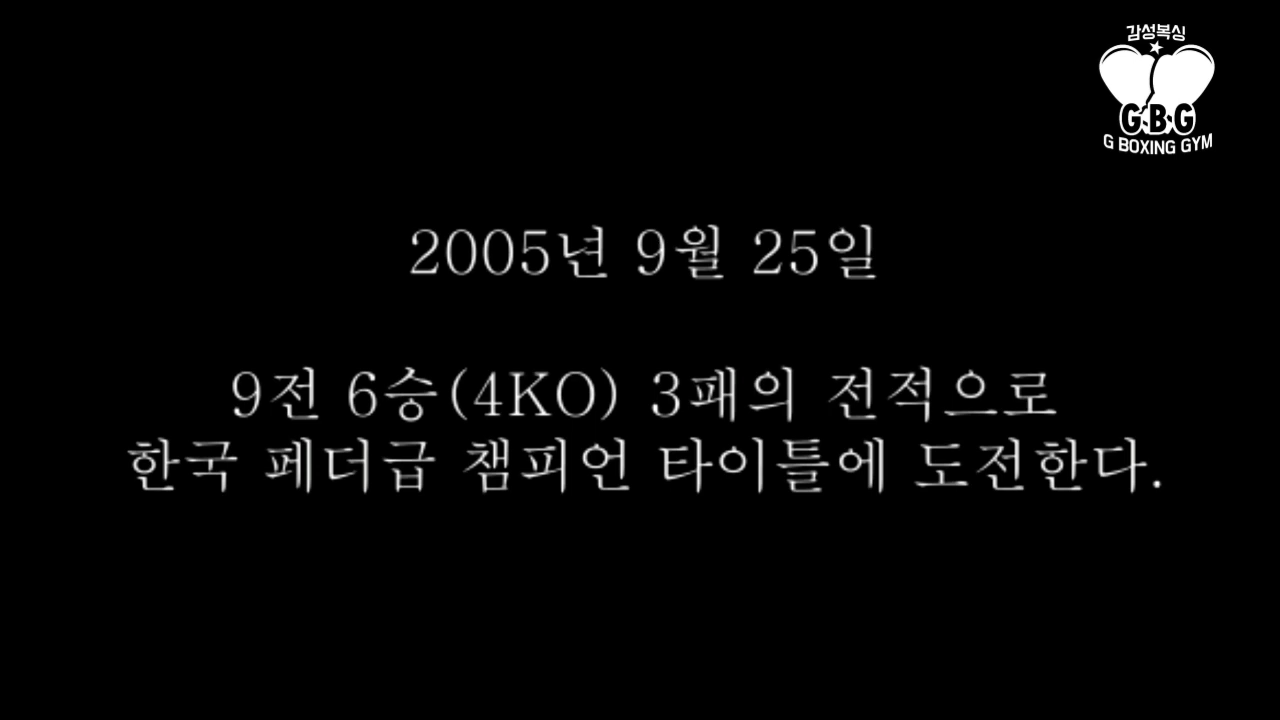 감성복싱
G·B·G
G BOXING GYM
2005년 9월 25일
9전 6승(4KO) 3패의 전적으로
한국 페더급 챔피언 타이틀에 도전한다.